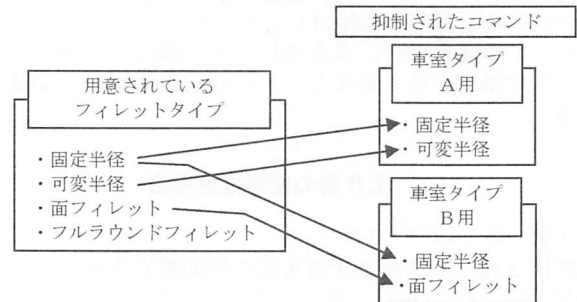 抑制されたコマンド
用意されている
フィレットタイプ
・固定半径
・可変半径
・面フィレット
・フルラウンドフィレット
車室タイプ
A用
・固定半径
・可変半径
車室タイプ
B用
・固定半径
・面フィレット